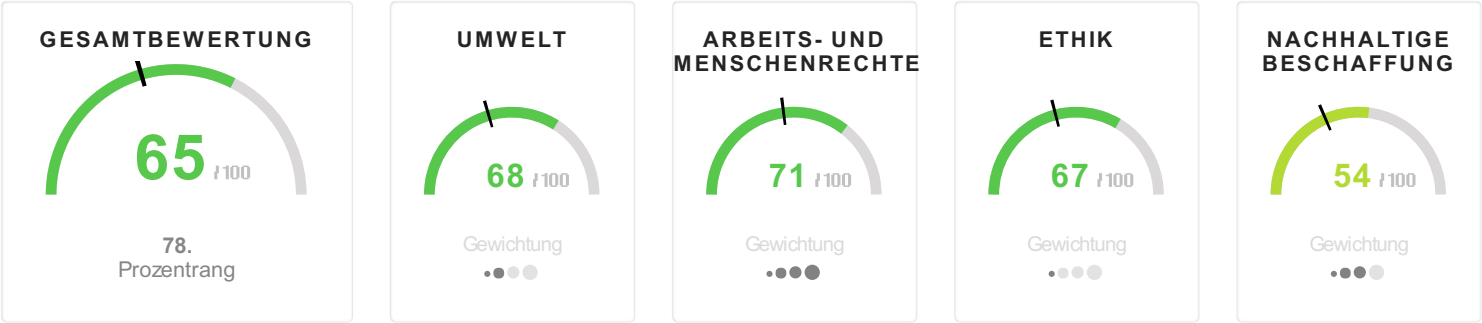 GESAMTBEWERTUNG
65 /100
78.
Prozentrang
UMWELT
68 /100
Gewichtung
ARBEITS- UND
MENSCHENRECHTE
71 /100
Gewichtung
ETHIK
67 /100
Gewichtung
NACHHALTIGE
BESCHAFFUNG
54 /100
Gewichtung